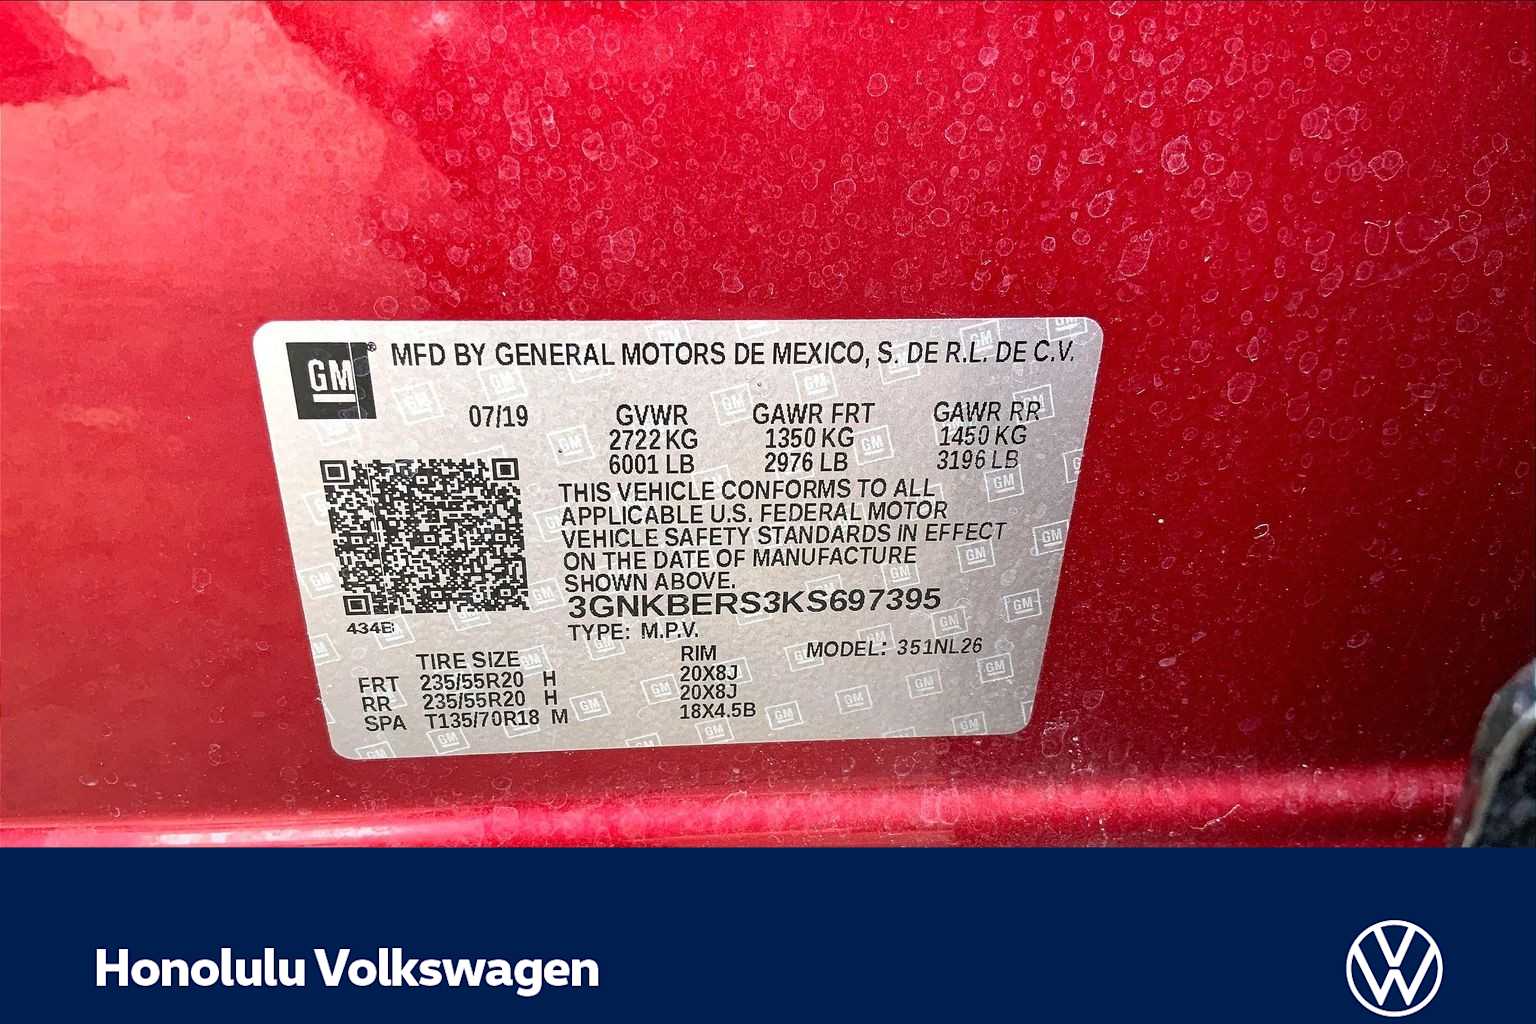 GM
MFD BY GENERAL MOTORS DE MEXICO, S. DE R.L. DE C.V.
07/19 GVWR GAWR FRT GAWR RR
2722 KG 1350 KG 1450 KG
6001 LB 2976 LB 3196 LB
THIS VEHICLE CONFORMS TO ALL
APPLICABLE U.S. FEDERAL MOTOR
VEHICLE SAFETY STANDARDS IN EFFECT
ON THE DATE OF MANUFACTURE
SHOWN ABOVE.
3GNKBERS3KS697395
434B
TYPE: M.P.V.
MODEL: 351NL26
TIRE SIZE RIM
FRT 235/55R20 H 20X8J
RR 235/55R20 H 20X8J
SPA T135/70R18 M 18X4.5B
Honolulu Volkswagen